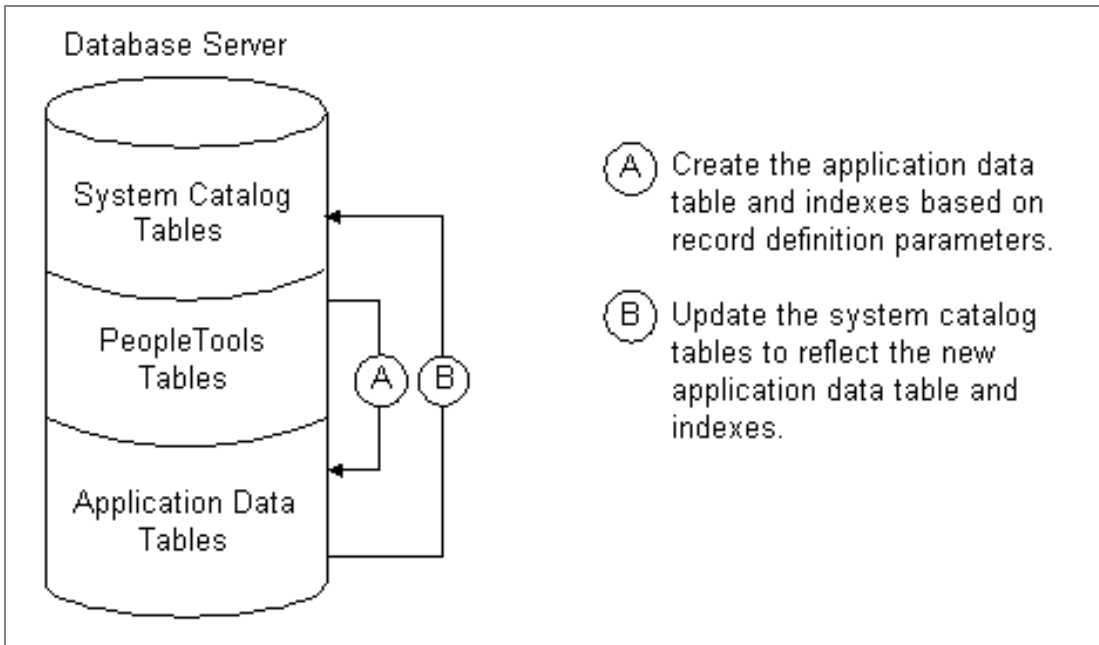 Database Server
System Catalog
Tables
PeopleTools
Tables
Application Data
Tables
A
B
A Create the application data
table and indexes based on
record definition parameters.
B Update the system catalog
tables to reflect the new
application data table and
indexes.